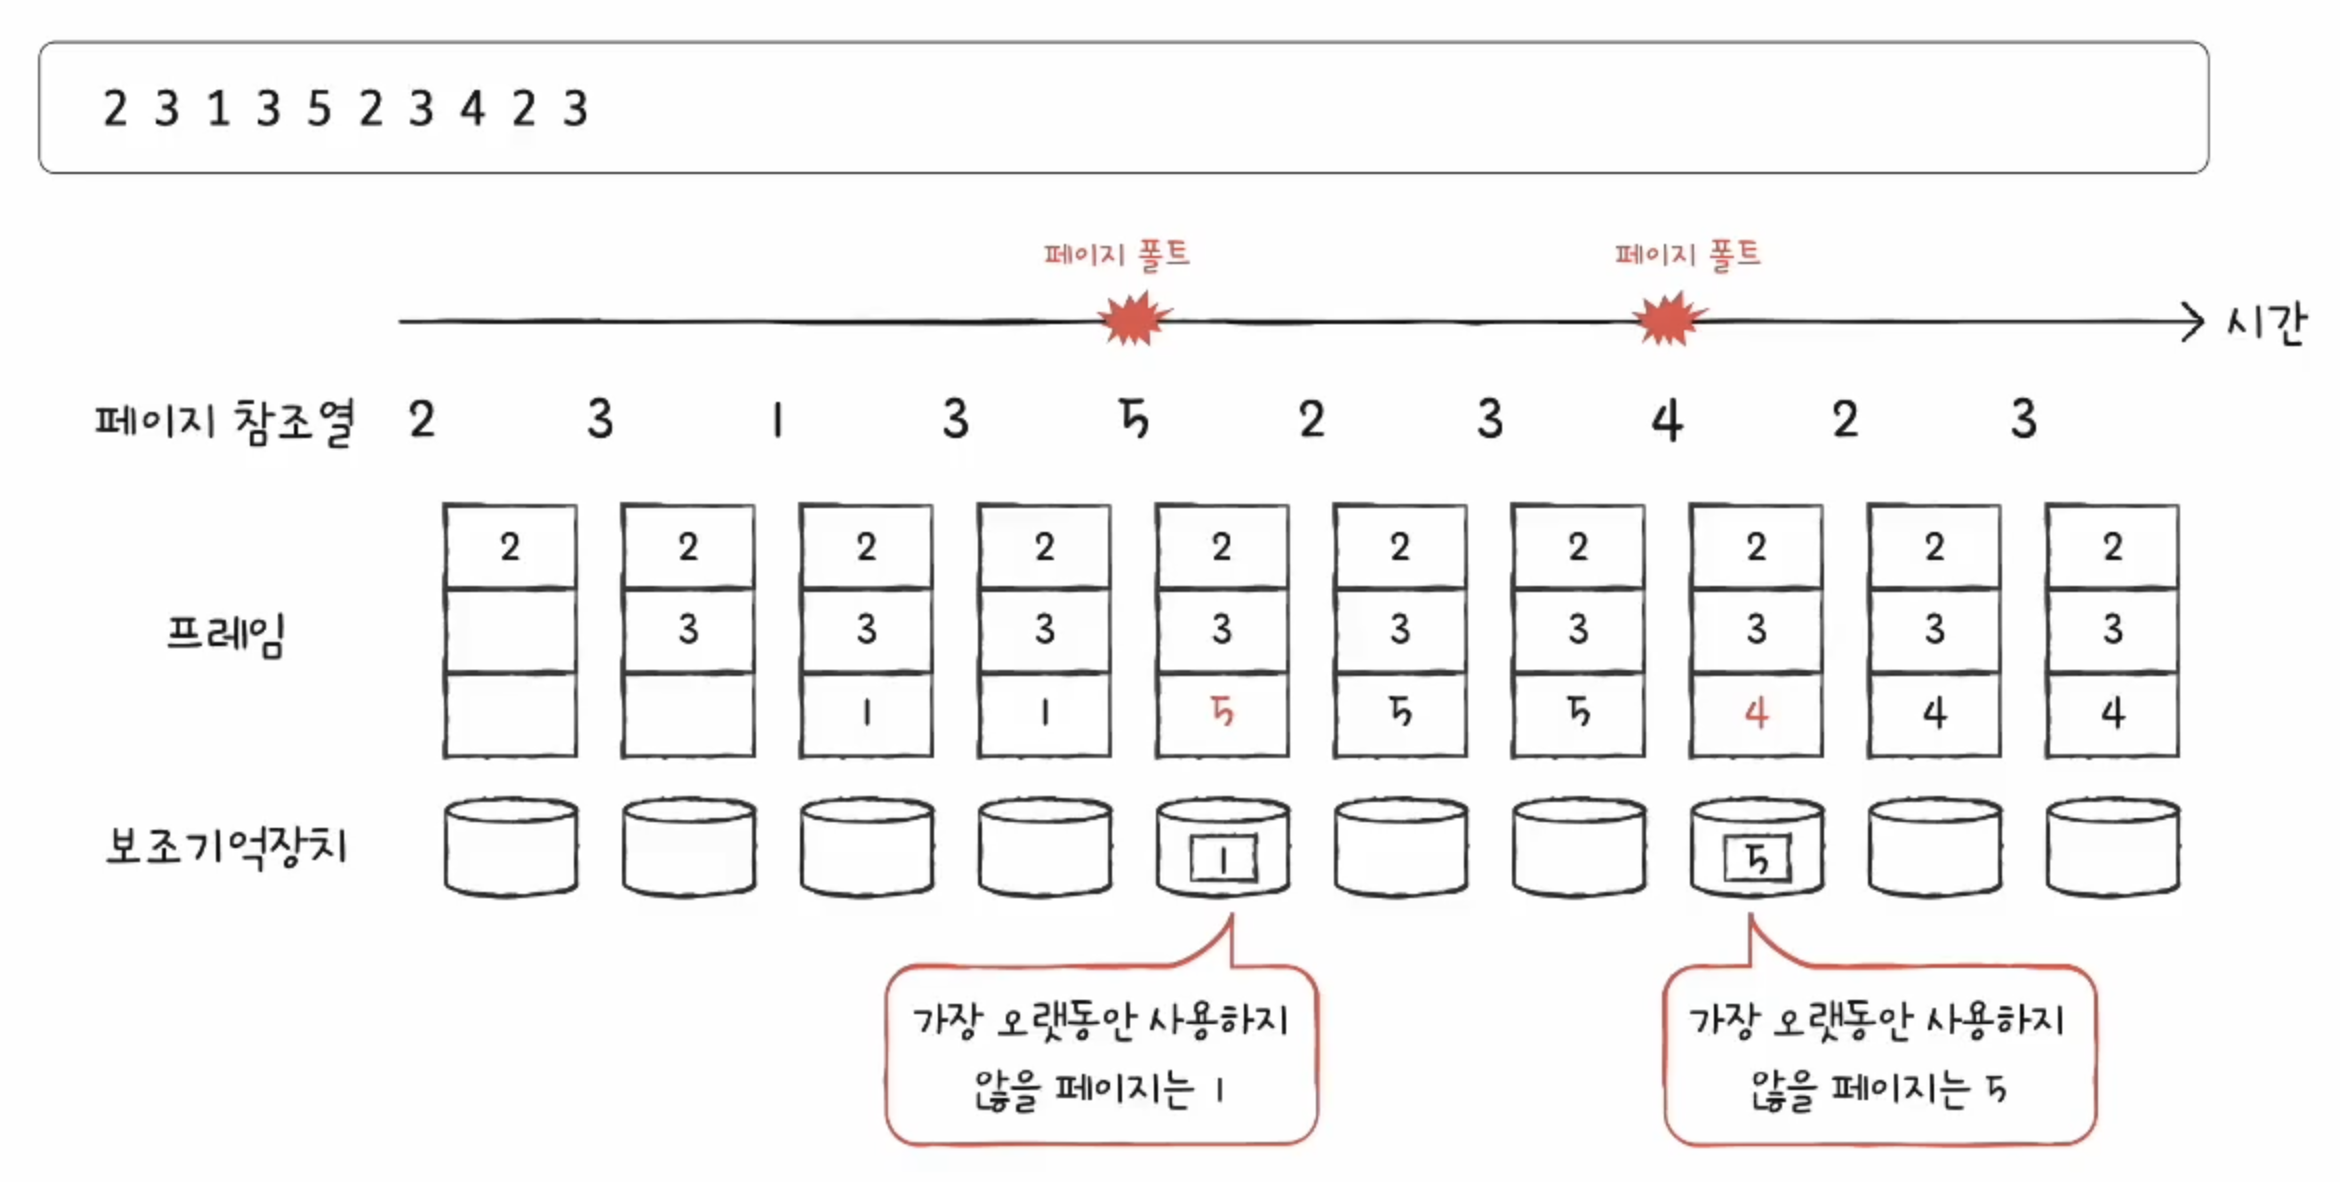 2 3 1 3 5 2 3 4 2 3
페이지 폴트 페이지 폴트
시간
페이지 참조열 2 3 1 3 5 2 3 4 2 3
2 2 2 2 2 2 2 2 2 2
프레임 3 3 3 3 3 3 3 3 3
1 1 5 5 5 4 4 4
보조기억장치 1 5
가장 오랫동안 사용하지
않을 페이지는 1
가장 오랫동안 사용하지
않을 페이지는 5